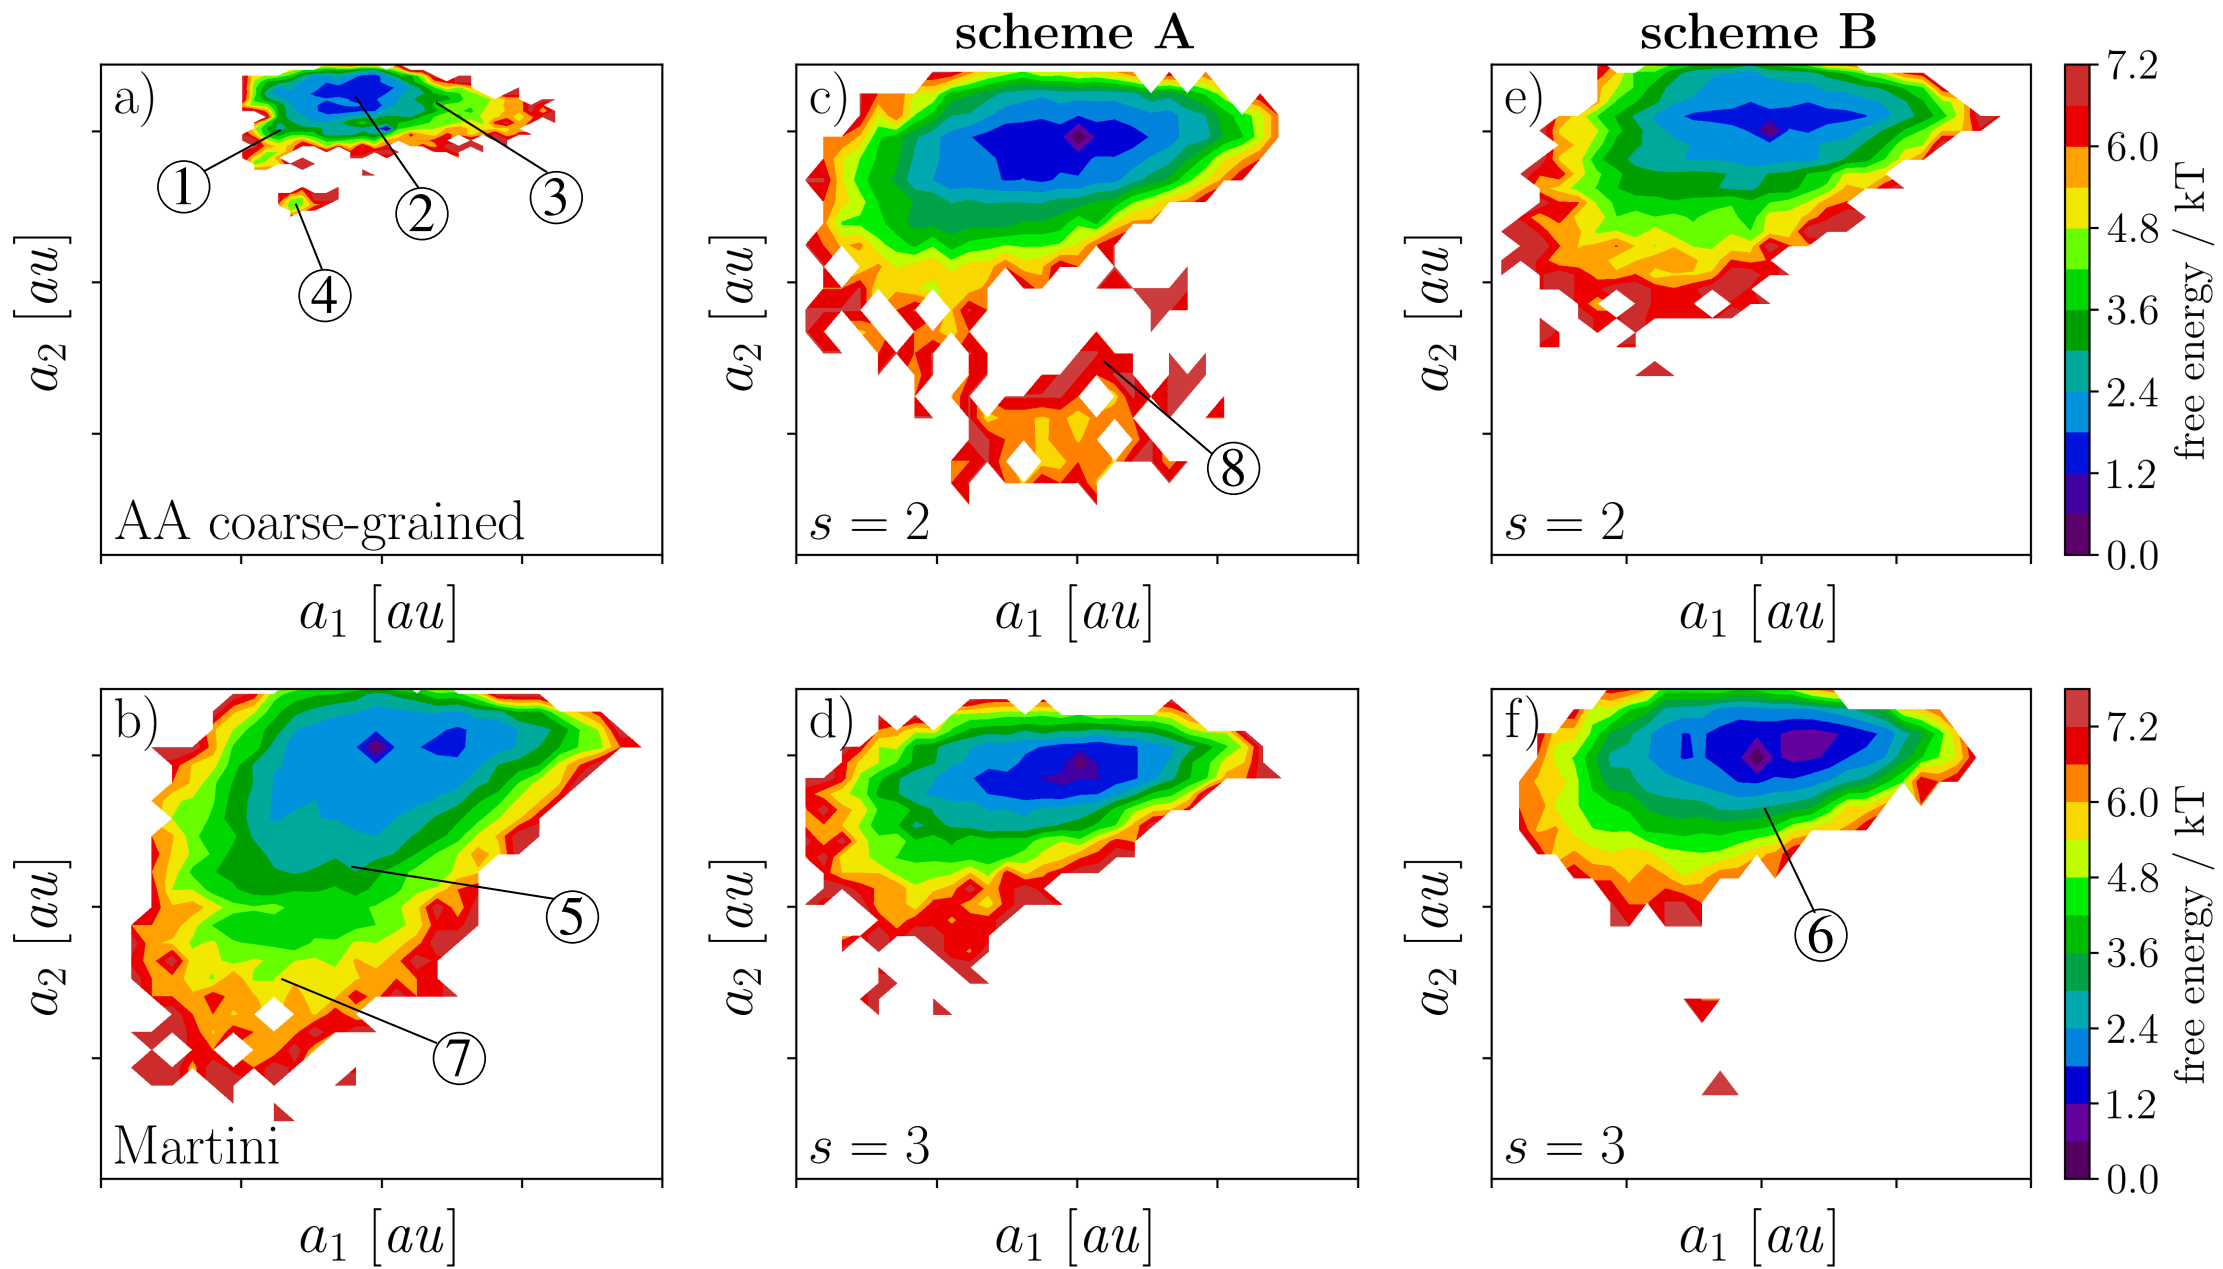 scheme A
scheme B
a)
1
2
3
4
AA coarse-grained
a₂ [au]
a₁ [au]
c)
8
s = 2
a₂ [au]
a₁ [au]
e)
s = 2
a₂ [au]
a₁ [au]
7.2
6.0
4.8
3.6
2.4
1.2
0.0
free energy / kT
b)
5
7
Martini
a₂ [au]
a₁ [au]
d)
s = 3
a₂ [au]
a₁ [au]
f)
6
s = 3
a₂ [au]
a₁ [au]
7.2
6.0
4.8
3.6
2.4
1.2
0.0
free energy / kT